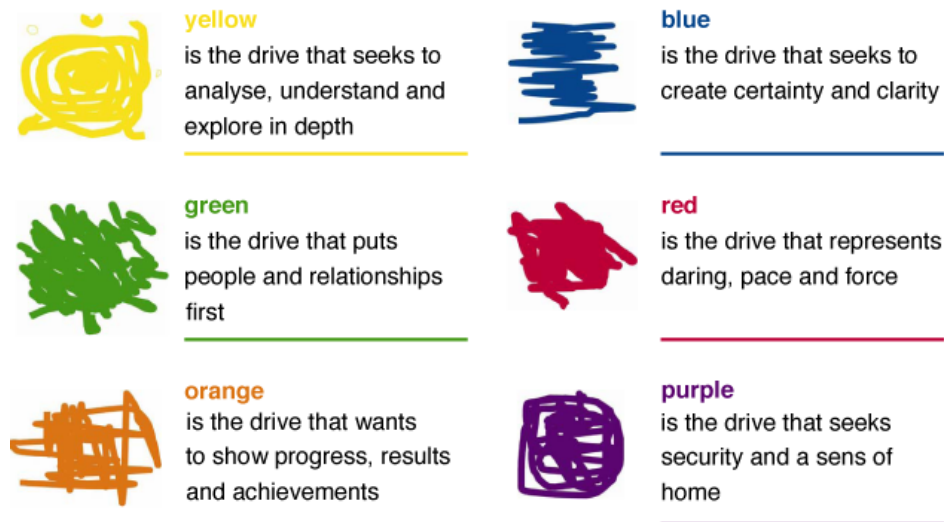 yellow
is the drive that seeks to
analyse, understand and
explore in depth
blue
is the drive that seeks to
create certainty and clarity
green
is the drive that puts
people and relationships
first
red
is the drive that represents
daring, pace and force
orange
is the drive that wants
to show progress, results
and achievements
purple
is the drive that seeks
security and a sens of
home